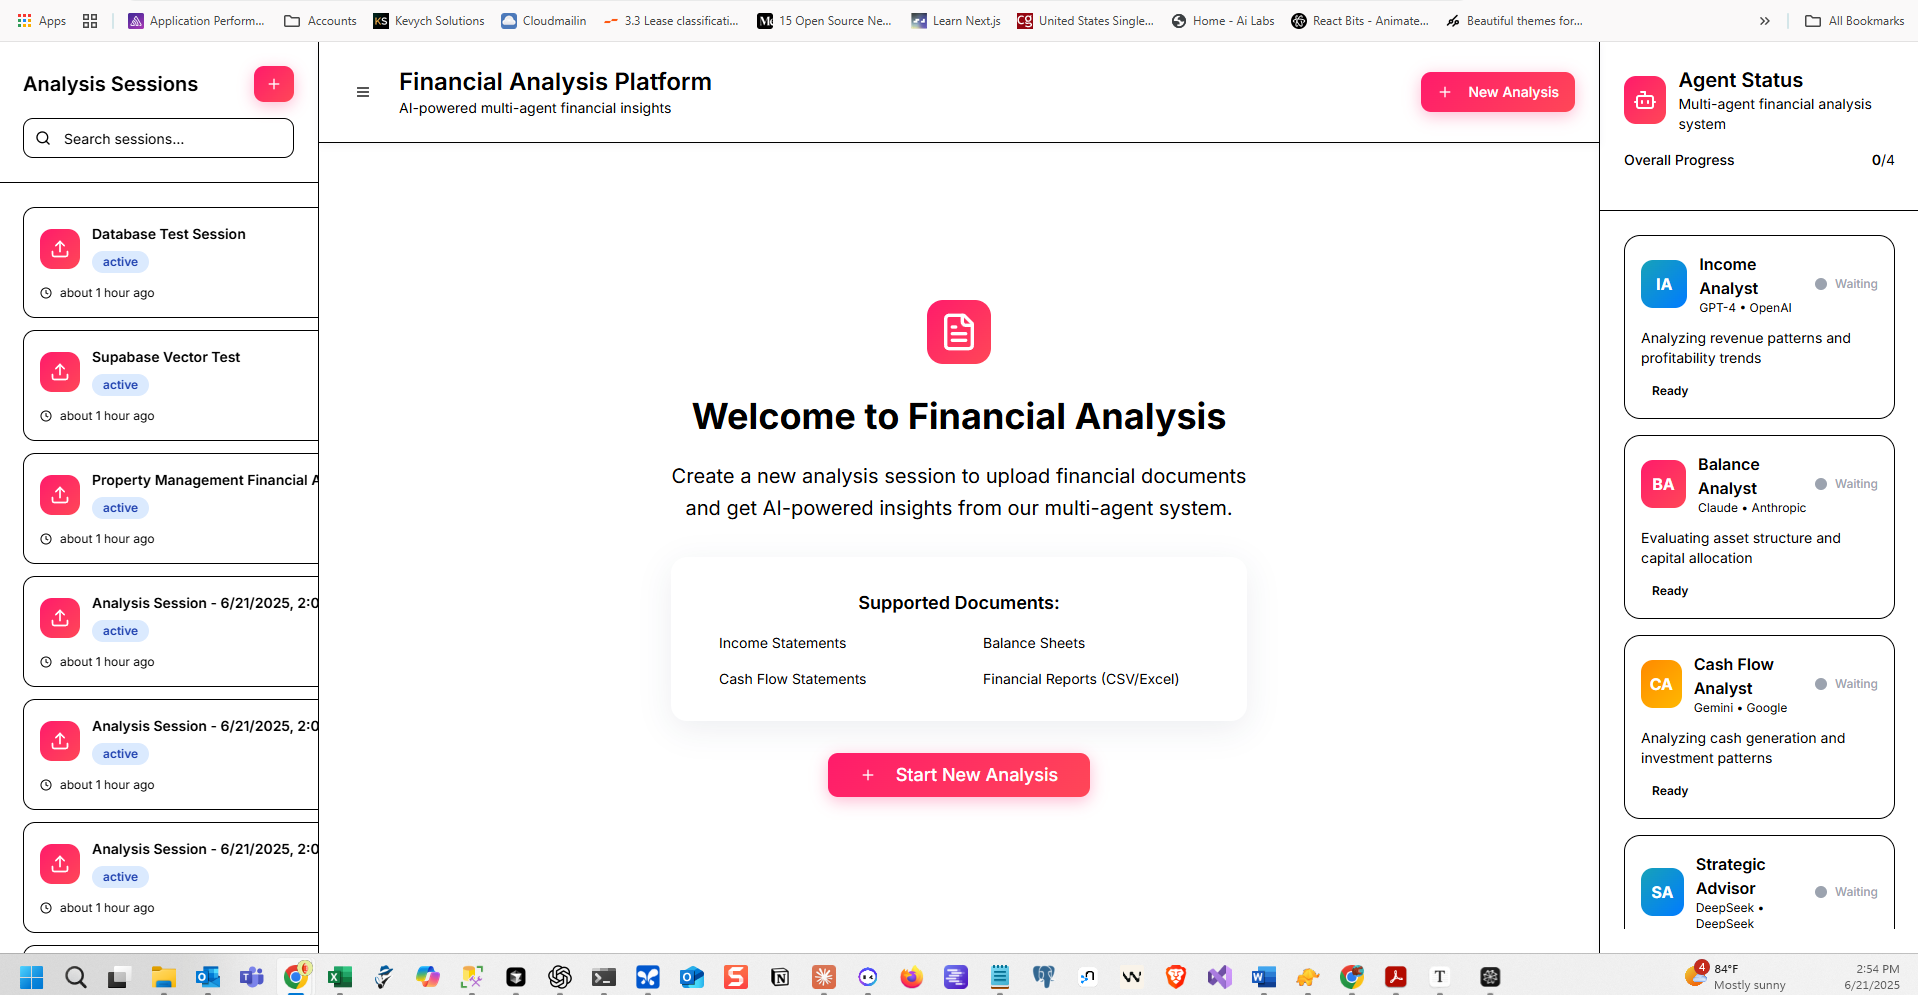 Apps
Application Perform...
Accounts
KS Kevych Solutions
Cloudmailin
3.3 Lease classificati...
15 Open Source Ne...
Learn Next.js
CG United States Single...
Home - Ai Labs
React Bits - Animate...
Beautiful themes for...
All Bookmarks
Analysis Sessions
Search sessions...
Database Test Session
active
about 1 hour ago
Supabase Vector Test
active
about 1 hour ago
Property Management Financial A
active
about 1 hour ago
Analysis Session - 6/21/2025, 2:0
active
about 1 hour ago
Analysis Session - 6/21/2025, 2:0
active
about 1 hour ago
Analysis Session - 6/21/2025, 2:0
active
about 1 hour ago
Financial Analysis Platform
AI-powered multi-agent financial insights
New Analysis
Welcome to Financial Analysis
Create a new analysis session to upload financial documents
and get AI-powered insights from our multi-agent system.
Supported Documents:
Income Statements
Balance Sheets
Cash Flow Statements
Financial Reports (CSV/Excel)
Start New Analysis
Agent Status
Multi-agent financial analysis
system
Overall Progress 0/4
IA
Income
Analyst
GPT-4 • OpenAI
Waiting
Analyzing revenue patterns and
profitability trends
Ready
BA
Balance
Analyst
Claude • Anthropic
Waiting
Evaluating asset structure and
capital allocation
Ready
CA
Cash Flow
Analyst
Gemini • Google
Waiting
Analyzing cash generation and
investment patterns
Ready
SA
Strategic
Advisor
DeepSeek •
DeepSeek
Waiting
4
84°F
Mostly sunny
2:54 PM
6/21/2025